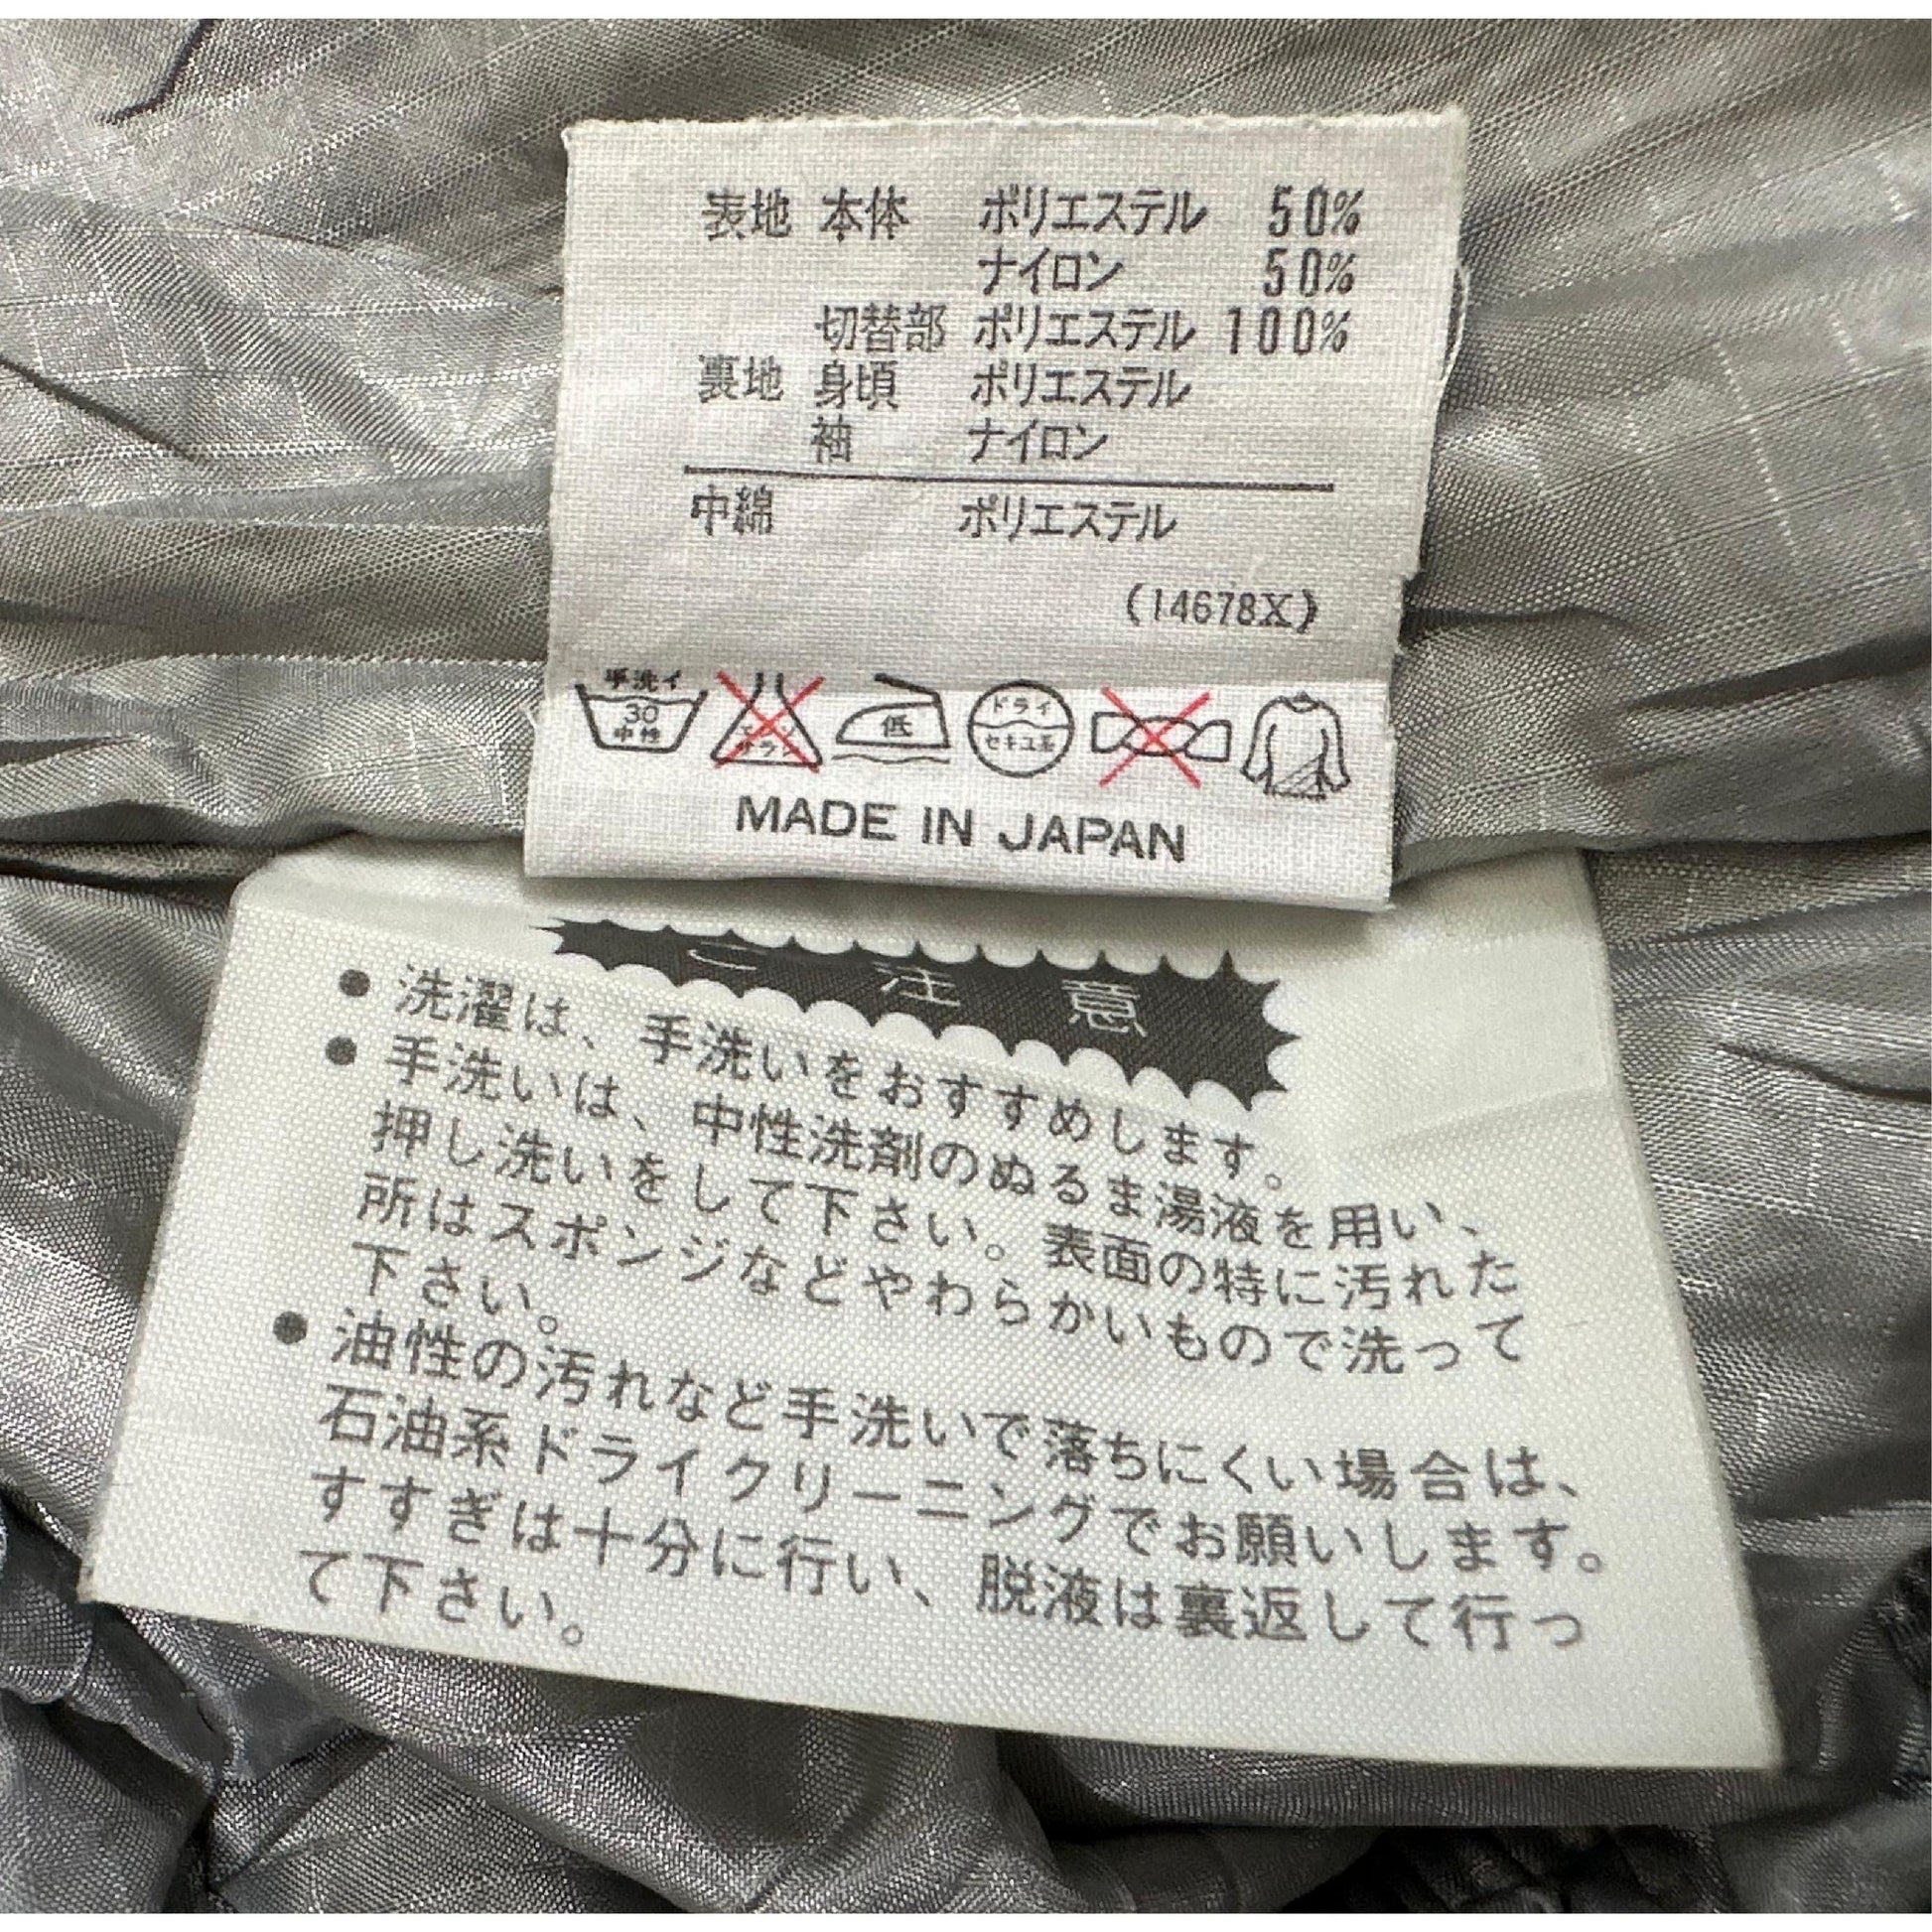 表地 本体 ポリエステル 50%
ナイロン 50%
切替部 ポリエステル 100%
裏地 身頃 ポリエステル
袖 ナイロン
中綿 ポリエステル
(14678X)
手洗イ
30
中性
低
ドライ
セキユ系
MADE IN JAPAN
ご注意
● 洗濯は、手洗いをおすすめします。
● 手洗いは、中性洗剤のぬるま湯液を用い、
押し洗いをして下さい。表面の特に汚れた
所はスポンジなどやわらかいもので洗って
下さい。
● 油性の汚れなど手洗いで落ちにくい場合は、
石油系ドライクリーニングでお願いします。
すすぎは十分に行い、脱液は裏返して行っ
て下さい。